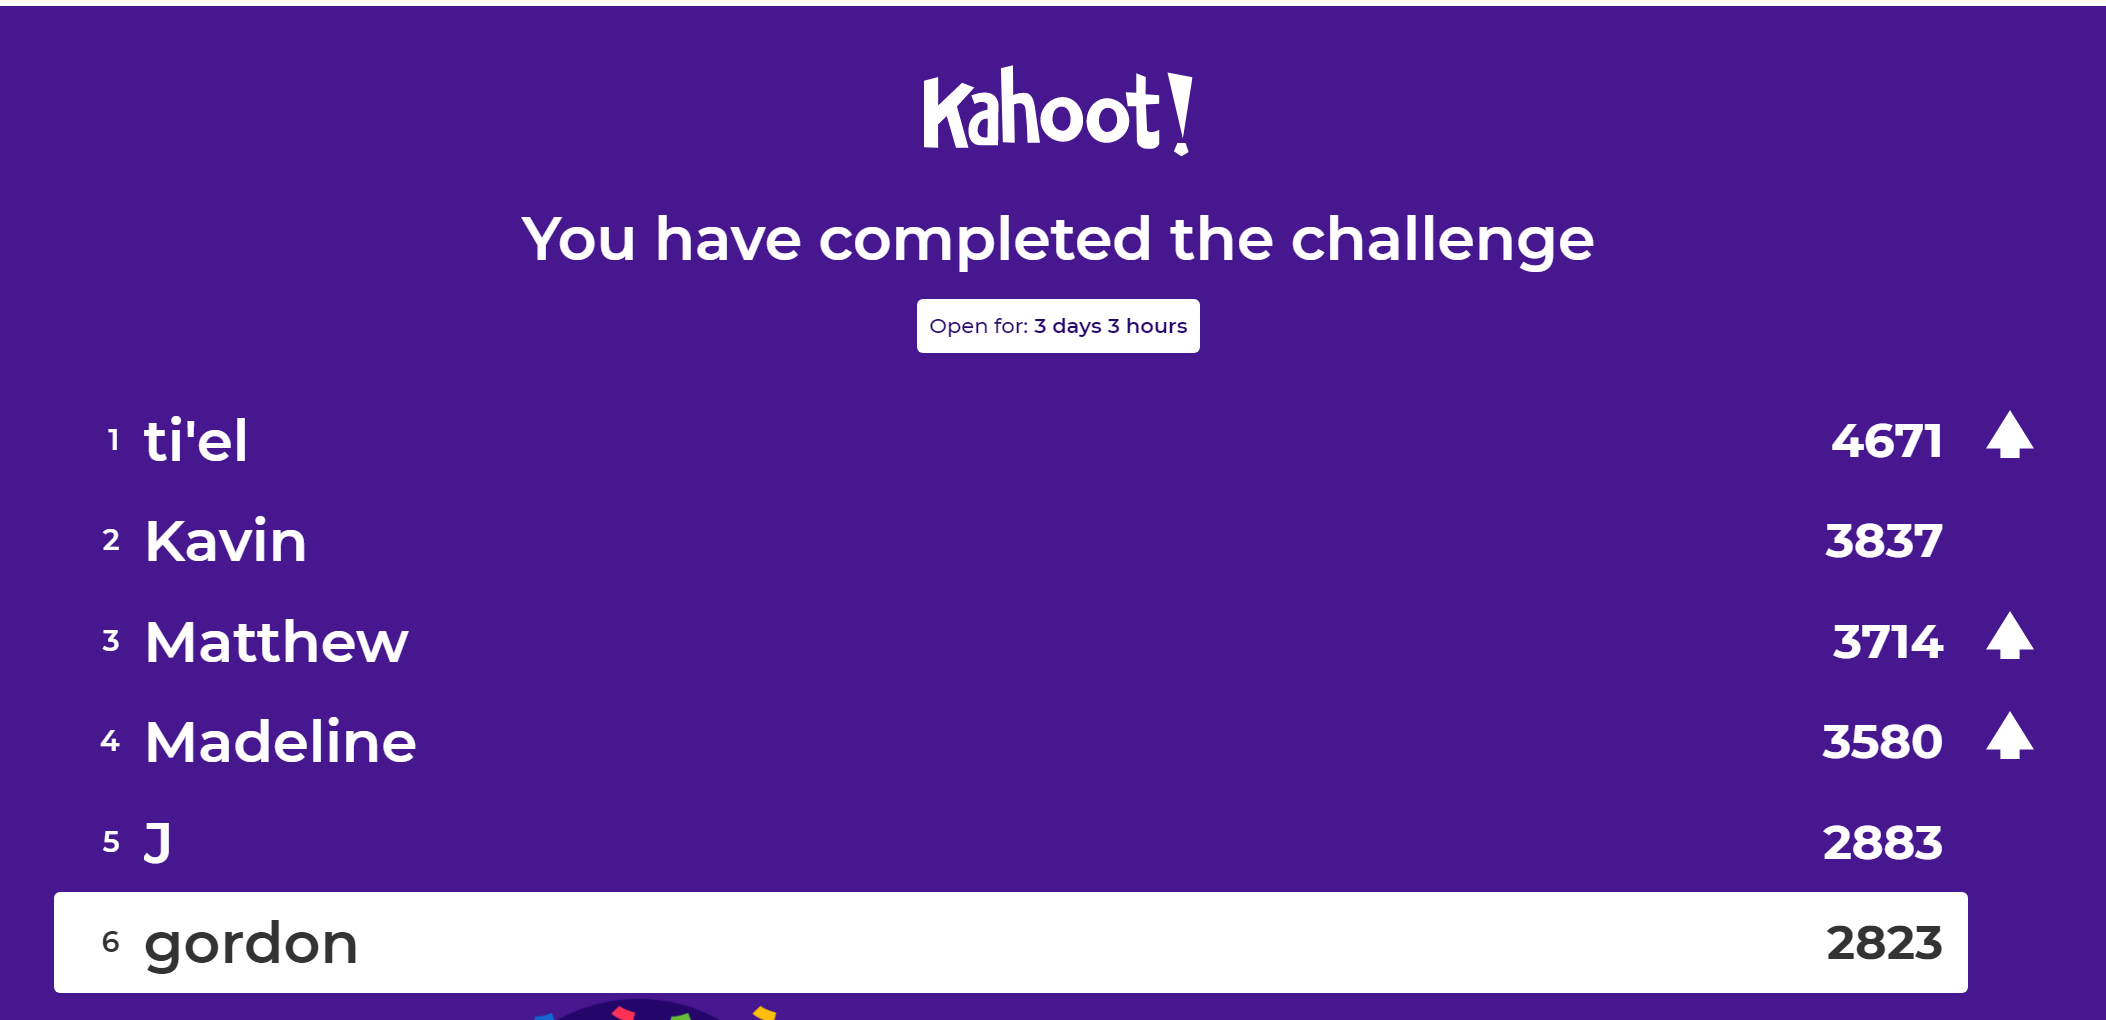 Kahoot!
You have completed the challenge
Open for: 3 days 3 hours
1 ti'el 4671
2 Kavin 3837
3 Matthew 3714
4 Madeline 3580
5 J 2883
6 gordon 2823